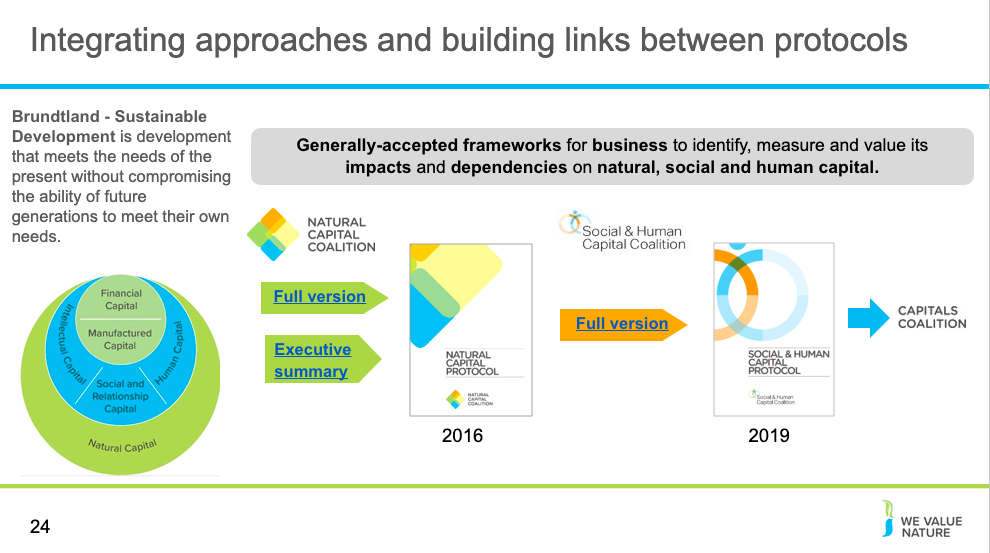 Integrating approaches and building links between protocols
Brundtland - Sustainable
Development is development
that meets the needs of the
present without compromising
the ability of future
generations to meet their own
needs.
Generally-accepted frameworks for business to identify, measure and value its
impacts and dependencies on natural, social and human capital.
Financial
Capital
Manufactured
Capital
Intellectual Capital
Human Capital
Social and
Relationship
Capital
Natural Capital
NATURAL
CAPITAL
COALITION
Full version
Executive
summary
NATURAL
CAPITAL
PROTOCOL
NATURAL
CAPITAL
COALITION
2016
Social & Human
Capital Coalition
Full version
SOCIAL & HUMAN
CAPITAL
PROTOCOL
Social & Human
Capital Coalition
2019
CAPITALS
COALITION
24
WE VALUE
NATURE